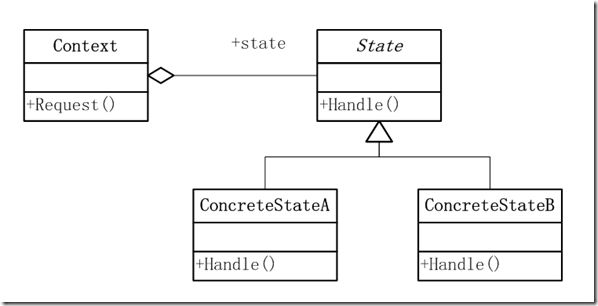 Context
+state
State
+Request()
+Handle()
ConcreteStateA
ConcreteStateB
+Handle()
+Handle()